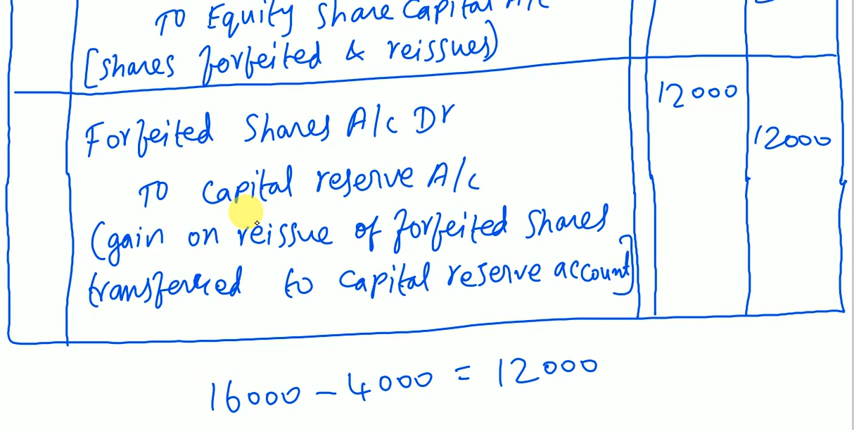 To Equity Share Capital A/c
[shares forfeited & reissues)
Forfeited Shares A/c Dr 12000
To capital reserve A/c 12000
(gain on reissue of forfeited shares
transferred to capital reserve account]
16000 - 4000 = 12000